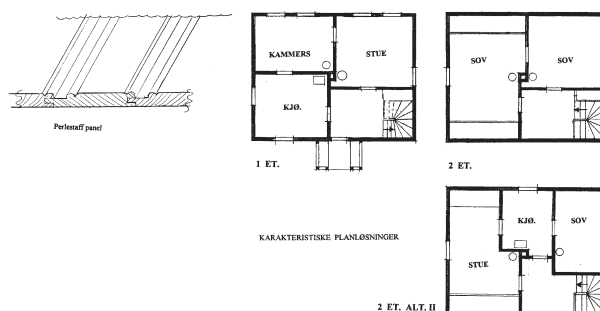 Perlestaff panel
KAMMERS
STUE
KJØ.
1 ET.
SOV
SOV
2 ET.
KARAKTERISTISKE PLANLØSNINGER
KJØ.
SOV
STUE
2 ET. ALT. II